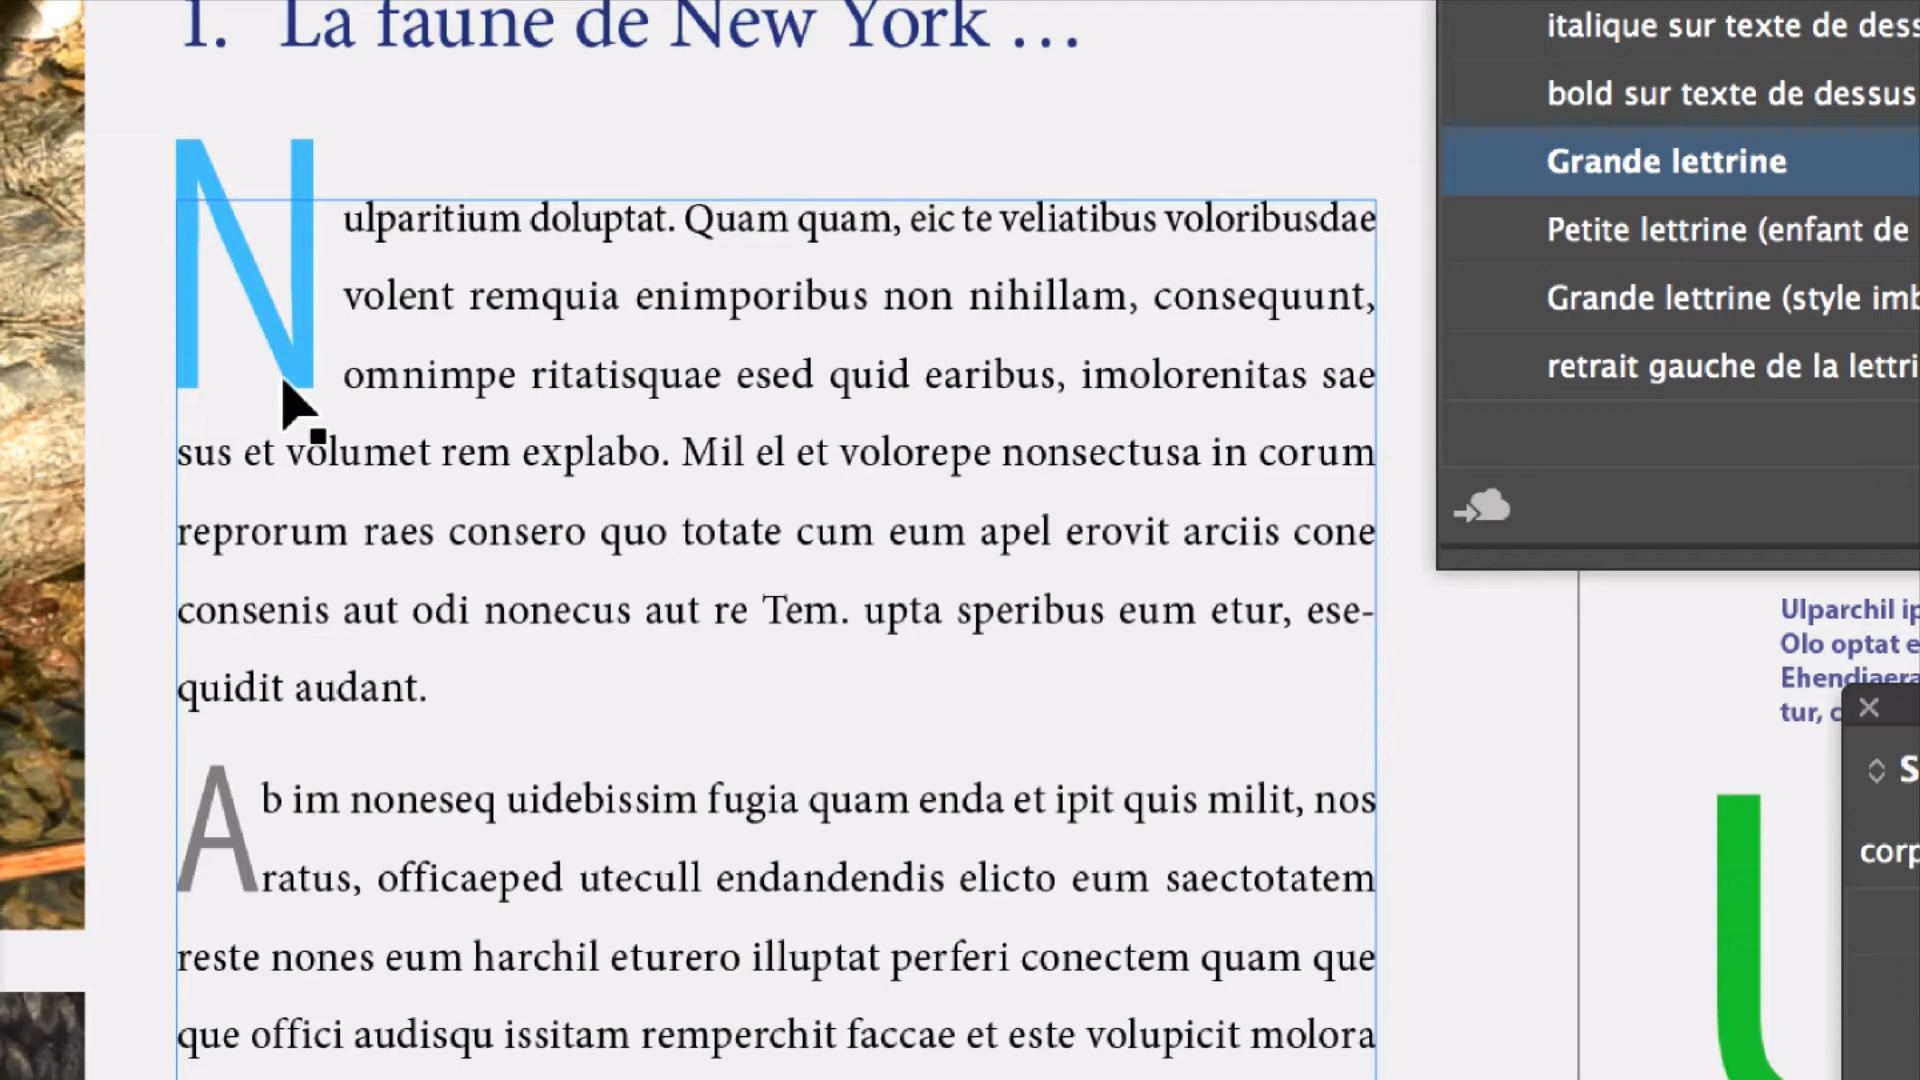 1. La faune de New York …
Nulparitium doluptat. Quam quam, eic te veliatibus voloribusdae
volent remquia enimporibus non nihillam, consequunt,
omnimpe ritatisquae esed quid earibus, imolorenitas sae
sus et volumet rem explabo. Mil el et volorepe nonsectusa in corum
reprorum raes consero quo totate cum eum apel erovit arciis cone
consenis aut odi nonecus aut re Tem. upta speribus eum etur, ese-
quidit audant.
Ab im noneseq uidebissim fugia quam enda et ipit quis milit, nos
ratus, officaeped utecull endandendis elicto eum saectotatem
reste nones eum harchil eturero illuptat perferi conectem quam que
que offici audisqu issitam remperchit faccae et este volupicit molora
italique sur texte de dess
bold sur texte de dessus
Grande lettrine
Petite lettrine (enfant de
Grande lettrine (style imb
retrait gauche de la lettri
Ulparchil ip
Olo optat e
Ehendiaera
tur, c
S
corp